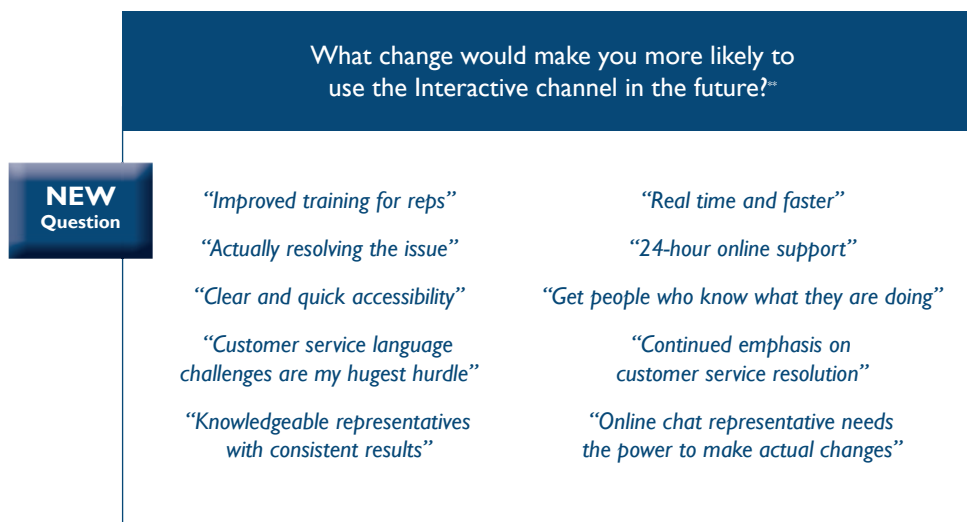 What change would make you more likely to
use the Interactive channel in the future?**
NEW
Question
“Improved training for reps”
“Actually resolving the issue”
“Clear and quick accessibility”
“Customer service language
challenges are my hugest hurdle”
“Knowledgeable representatives
with consistent results”
“Real time and faster”
“24-hour online support”
“Get people who know what they are doing”
“Continued emphasis on
customer service resolution”
“Online chat representative needs
the power to make actual changes”